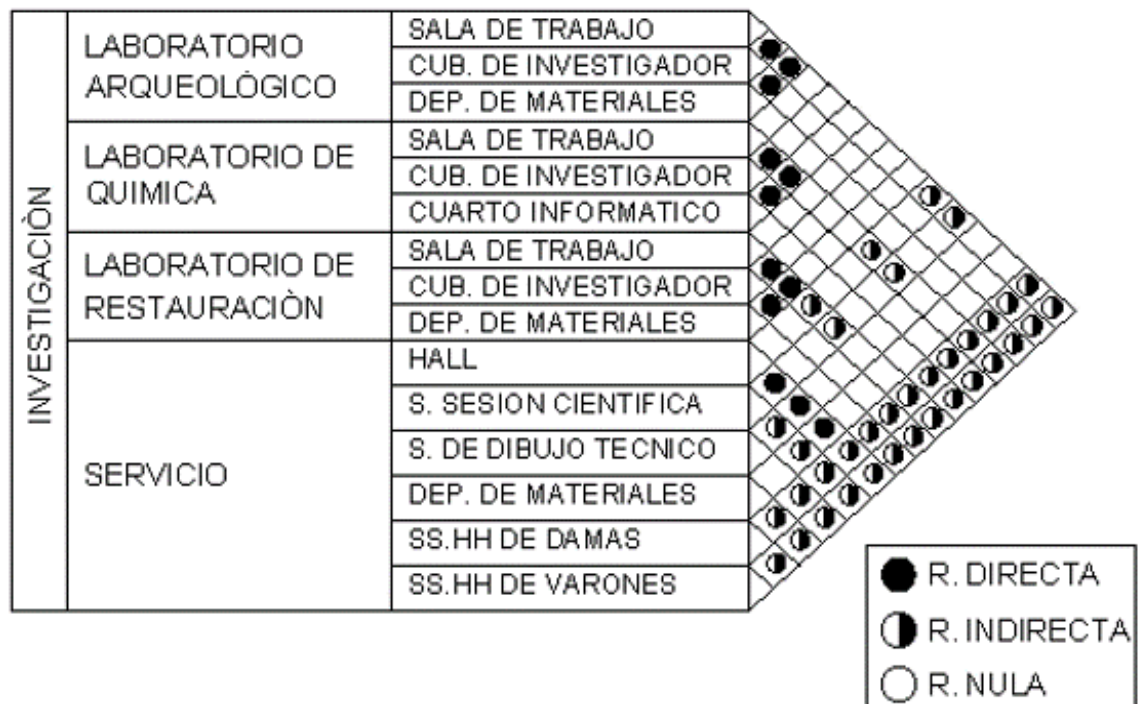 INVESTIGACIÒN
LABORATORIO
ARQUEOLÒGICO
SALA DE TRABAJO
CUB. DE INVESTIGADOR
DEP. DE MATERIALES
LABORATORIO DE
QUIMICA
SALA DE TRABAJO
CUB. DE INVESTIGADOR
CUARTO INFORMATICO
LABORATORIO DE
RESTAURACIÒN
SALA DE TRABAJO
CUB. DE INVESTIGADOR
DEP. DE MATERIALES
SERVICIO
HALL
S. SESION CIENTIFICA
S. DE DIBUJO TECNICO
DEP. DE MATERIALES
SS.HH DE DAMAS
SS.HH DE VARONES
R. DIRECTA
R. INDIRECTA
R. NULA